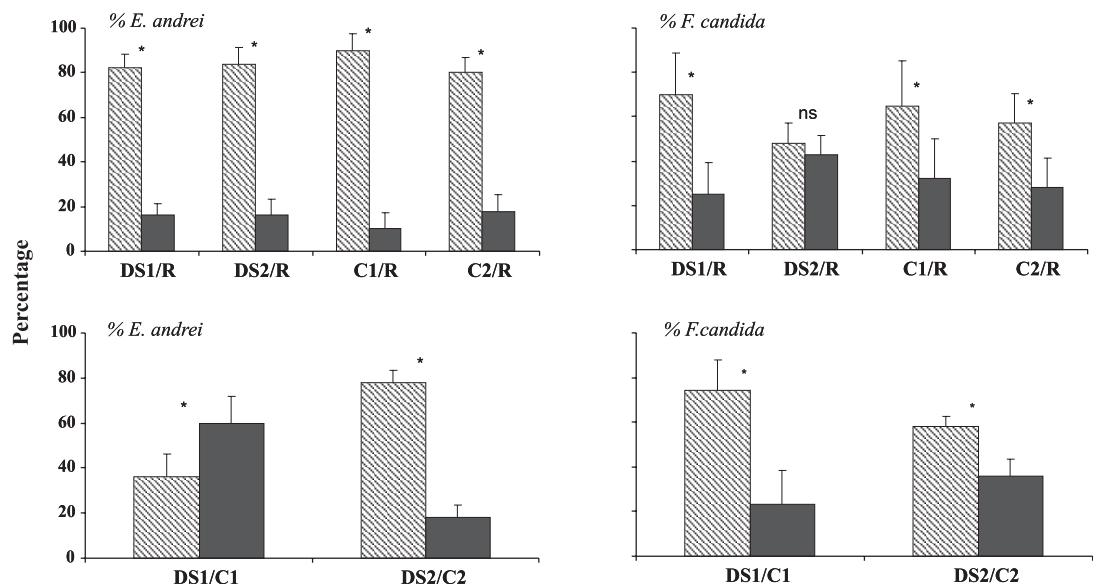 % E. andrei
100
80
60
40
20
0
* * * *
DS1/R DS2/R C1/R C2/R
% F. candida
* ns * *
DS1/R DS2/R C1/R C2/R
Percentage
% E. andrei
100
80
60
40
20
0
* *
DS1/C1 DS2/C2
% F.candida
* *
DS1/C1 DS2/C2